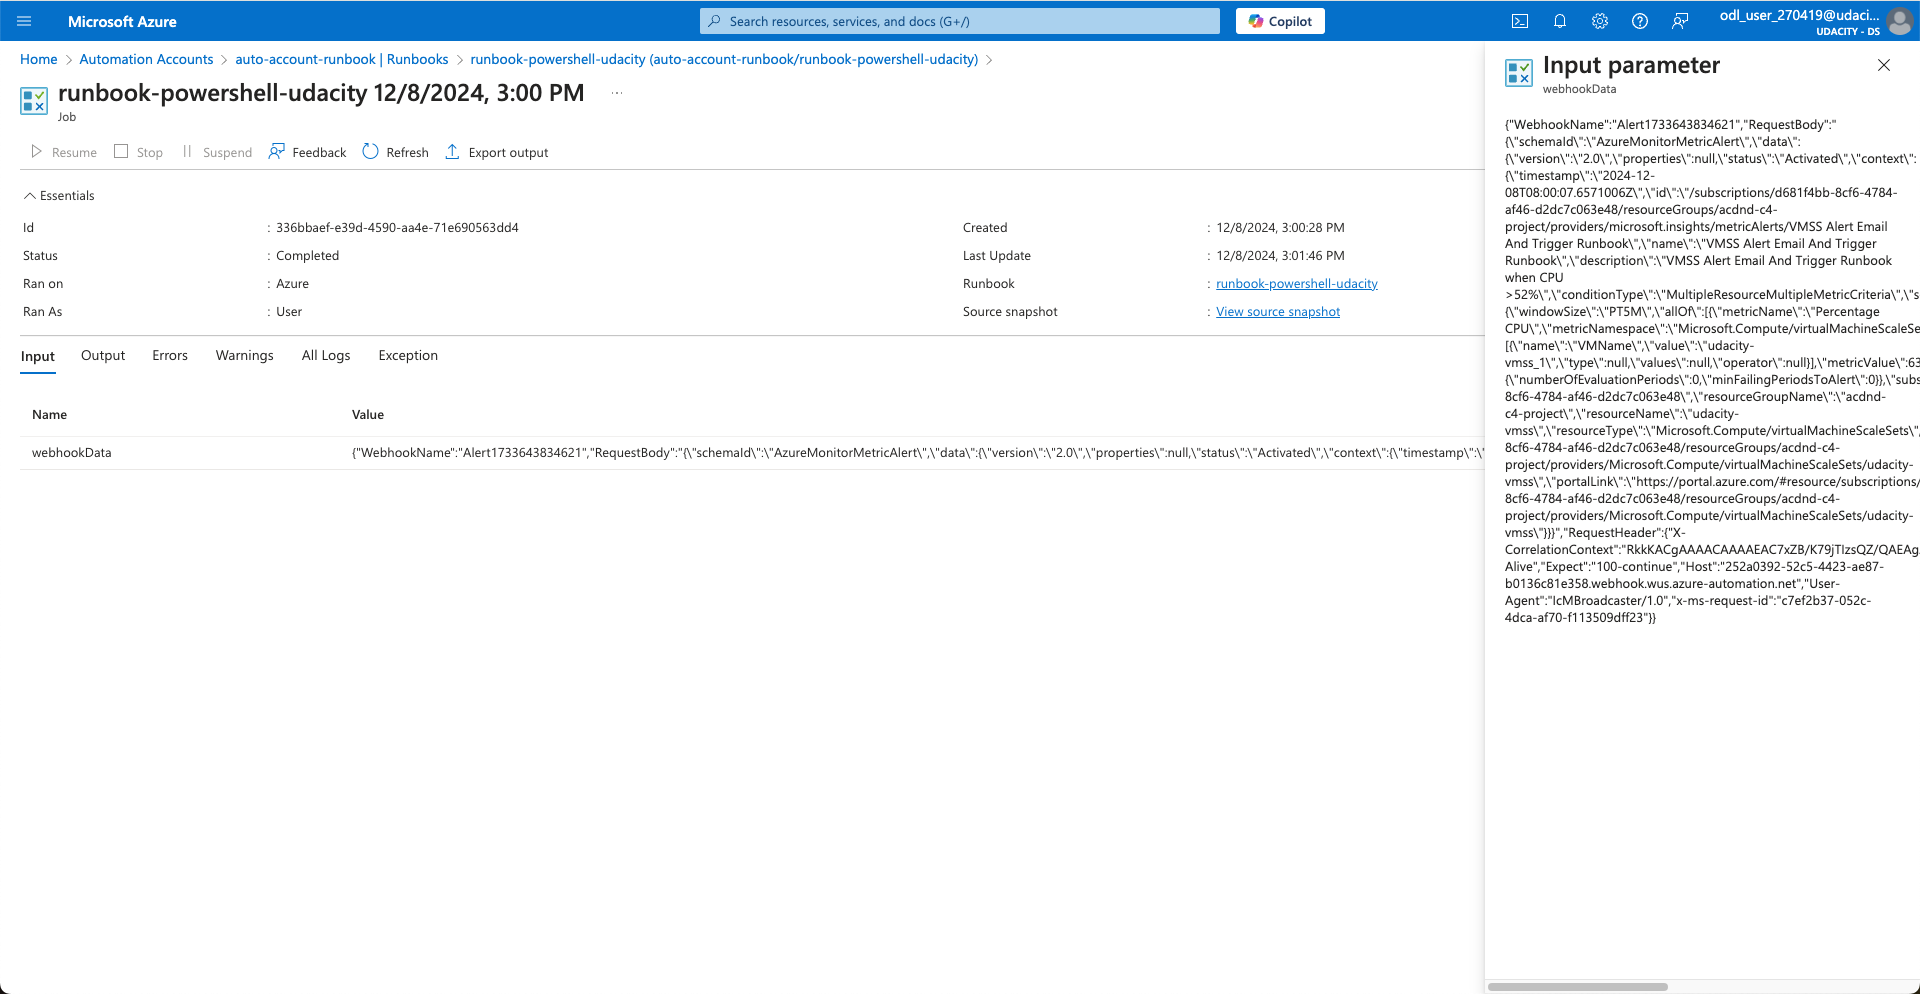 Microsoft Azure
Search resources, services, and docs (G+/)
Copilot
odl_user_270419@udaci...
UDACITY - DS
Home > Automation Accounts > auto-account-runbook | Runbooks > runbook-powershell-udacity (auto-account-runbook/runbook-powershell-udacity) >
runbook-powershell-udacity 12/8/2024, 3:00 PM ...
Job
Resume Stop Suspend Feedback Refresh Export output
Essentials
Id : 336bbaef-e39d-4590-aa4e-71e690563dd4
Status : Completed
Ran on : Azure
Ran As : User
Created : 12/8/2024, 3:00:28 PM
Last Update : 12/8/2024, 3:01:46 PM
Runbook : runbook-powershell-udacity
Source snapshot : View source snapshot
Input Output Errors Warnings All Logs Exception
Name Value
webhookData {"WebhookName":"Alert1733643834621","RequestBody":"{\"schemaId\":\"AzureMonitorMetricAlert\",\"data\":{\"version\":\"2.0\",\"properties\":null,\"status\":\"Activated\",\"context\":{\"timestamp\":\"
Input parameter
webhookData
{"WebhookName":"Alert1733643834621","RequestBody":"
{\"schemaId\":\"AzureMonitorMetricAlert\",\"data\":
{\"version\":\"2.0\",\"properties\":null,\"status\":\"Activated\",\"context\":
{\"timestamp\":\"2024-12-
08T08:00:07.6571006Z\",\"id\":\"/subscriptions/d681f4bb-8cf6-4784-
af46-d2dc7c063e48/resourceGroups/acdnd-c4-
project/providers/microsoft.insights/metricAlerts/VMSS Alert Email
And Trigger Runbook\",\"name\":\"VMSS Alert Email And Trigger
Runbook\",\"description\":\"VMSS Alert Email And Trigger Runbook
when CPU
>52%\",\"conditionType\":\"MultipleResourceMultipleMetricCriteria\",\"s
{\"windowSize\":\"PT5M\",\"allOf\":[{\"metricName\":\"Percentage
CPU\",\"metricNamespace\":\"Microsoft.Compute/virtualMachineScaleSe
[{\"name\":\"VMName\",\"value\":\"udacity-
vmss_1\",\"type\":null,\"values\":null,\"operator\":null}],\"metricValue\":63
{\"numberOfEvaluationPeriods\":0,\"minFailingPeriodsToAlert\":0}},\"subs
8cf6-4784-af46-d2dc7c063e48\",\"resourceGroupName\":\"acdnd-
c4-project\",\"resourceName\":\"udacity-
vmss\",\"resourceType\":\"Microsoft.Compute/virtualMachineScaleSets\",
8cf6-4784-af46-d2dc7c063e48/resourceGroups/acdnd-c4-
project/providers/Microsoft.Compute/virtualMachineScaleSets/udacity-
vmss\",\"portalLink\":\"https://portal.azure.com/#resource/subscriptions/
8cf6-4784-af46-d2dc7c063e48/resourceGroups/acdnd-c4-
project/providers/Microsoft.Compute/virtualMachineScaleSets/udacity-
vmss\"}}}","RequestHeader":{"X-
CorrelationContext":"RkkKACgAAAACAAAAEAC7xZB/K79jTIzsQZ/QAEAg
Alive","Expect":"100-continue","Host":"252a0392-52c5-4423-ae87-
b0136c81e358.webhook.wus.azure-automation.net","User-
Agent":"IcMBroadcaster/1.0","x-ms-request-id":"c7ef2b37-052c-
4dca-af70-f113509dff23"}}